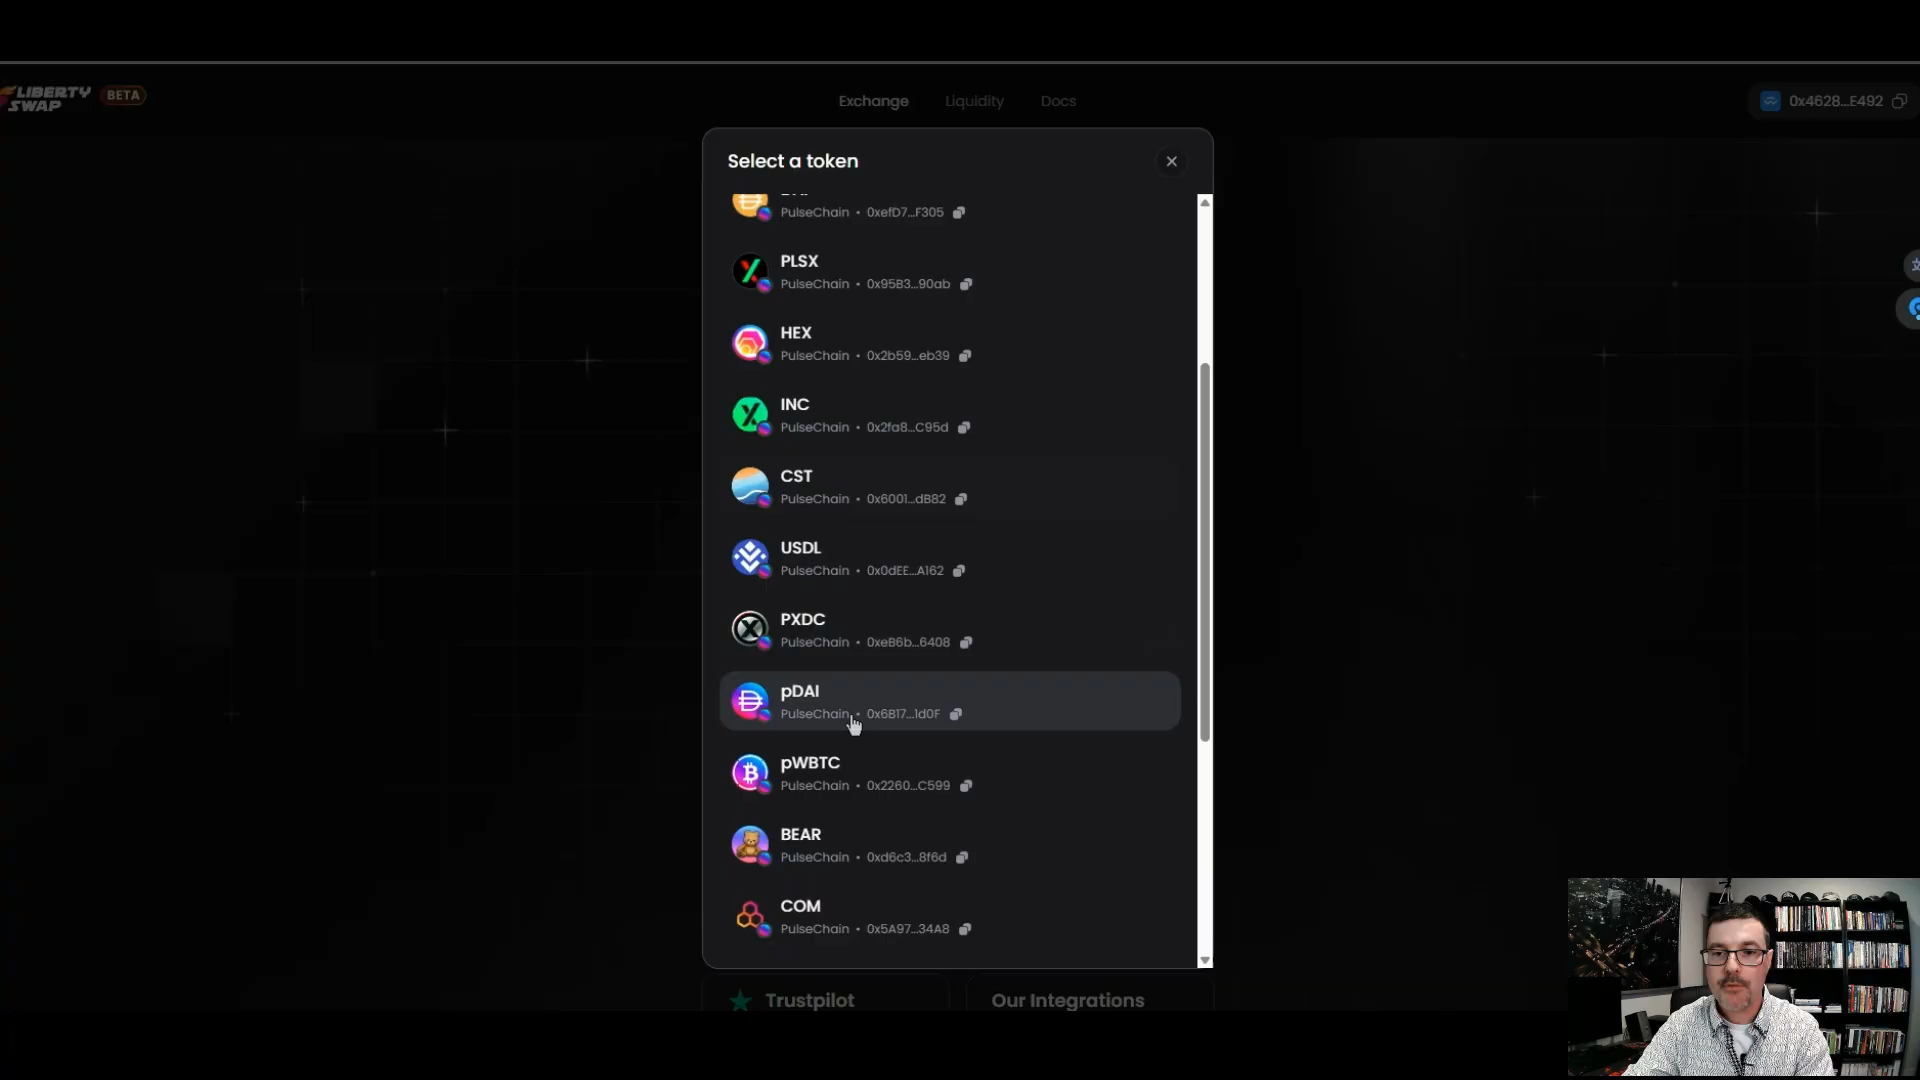 LIBERTY
SWAP
BETA
Exchange
Liquidity
Docs
0x4628...E492
Select a token
PulseChain • 0xefD7...F305
PLSX
PulseChain • 0x95B3...90ab
HEX
PulseChain • 0x2b59...eb39
INC
PulseChain • 0x2fa8...C95d
CST
PulseChain • 0x6001...dB82
USDL
PulseChain • 0x0dEE...A162
PXDC
PulseChain • 0xeB6b...6408
pDAI
PulseChain • 0x6B17...1d0F
pWBTC
PulseChain • 0x2260...C599
BEAR
PulseChain • 0xd6c3...8f6d
COM
PulseChain • 0x5A97...34A8
Trustpilot
Our Integrations